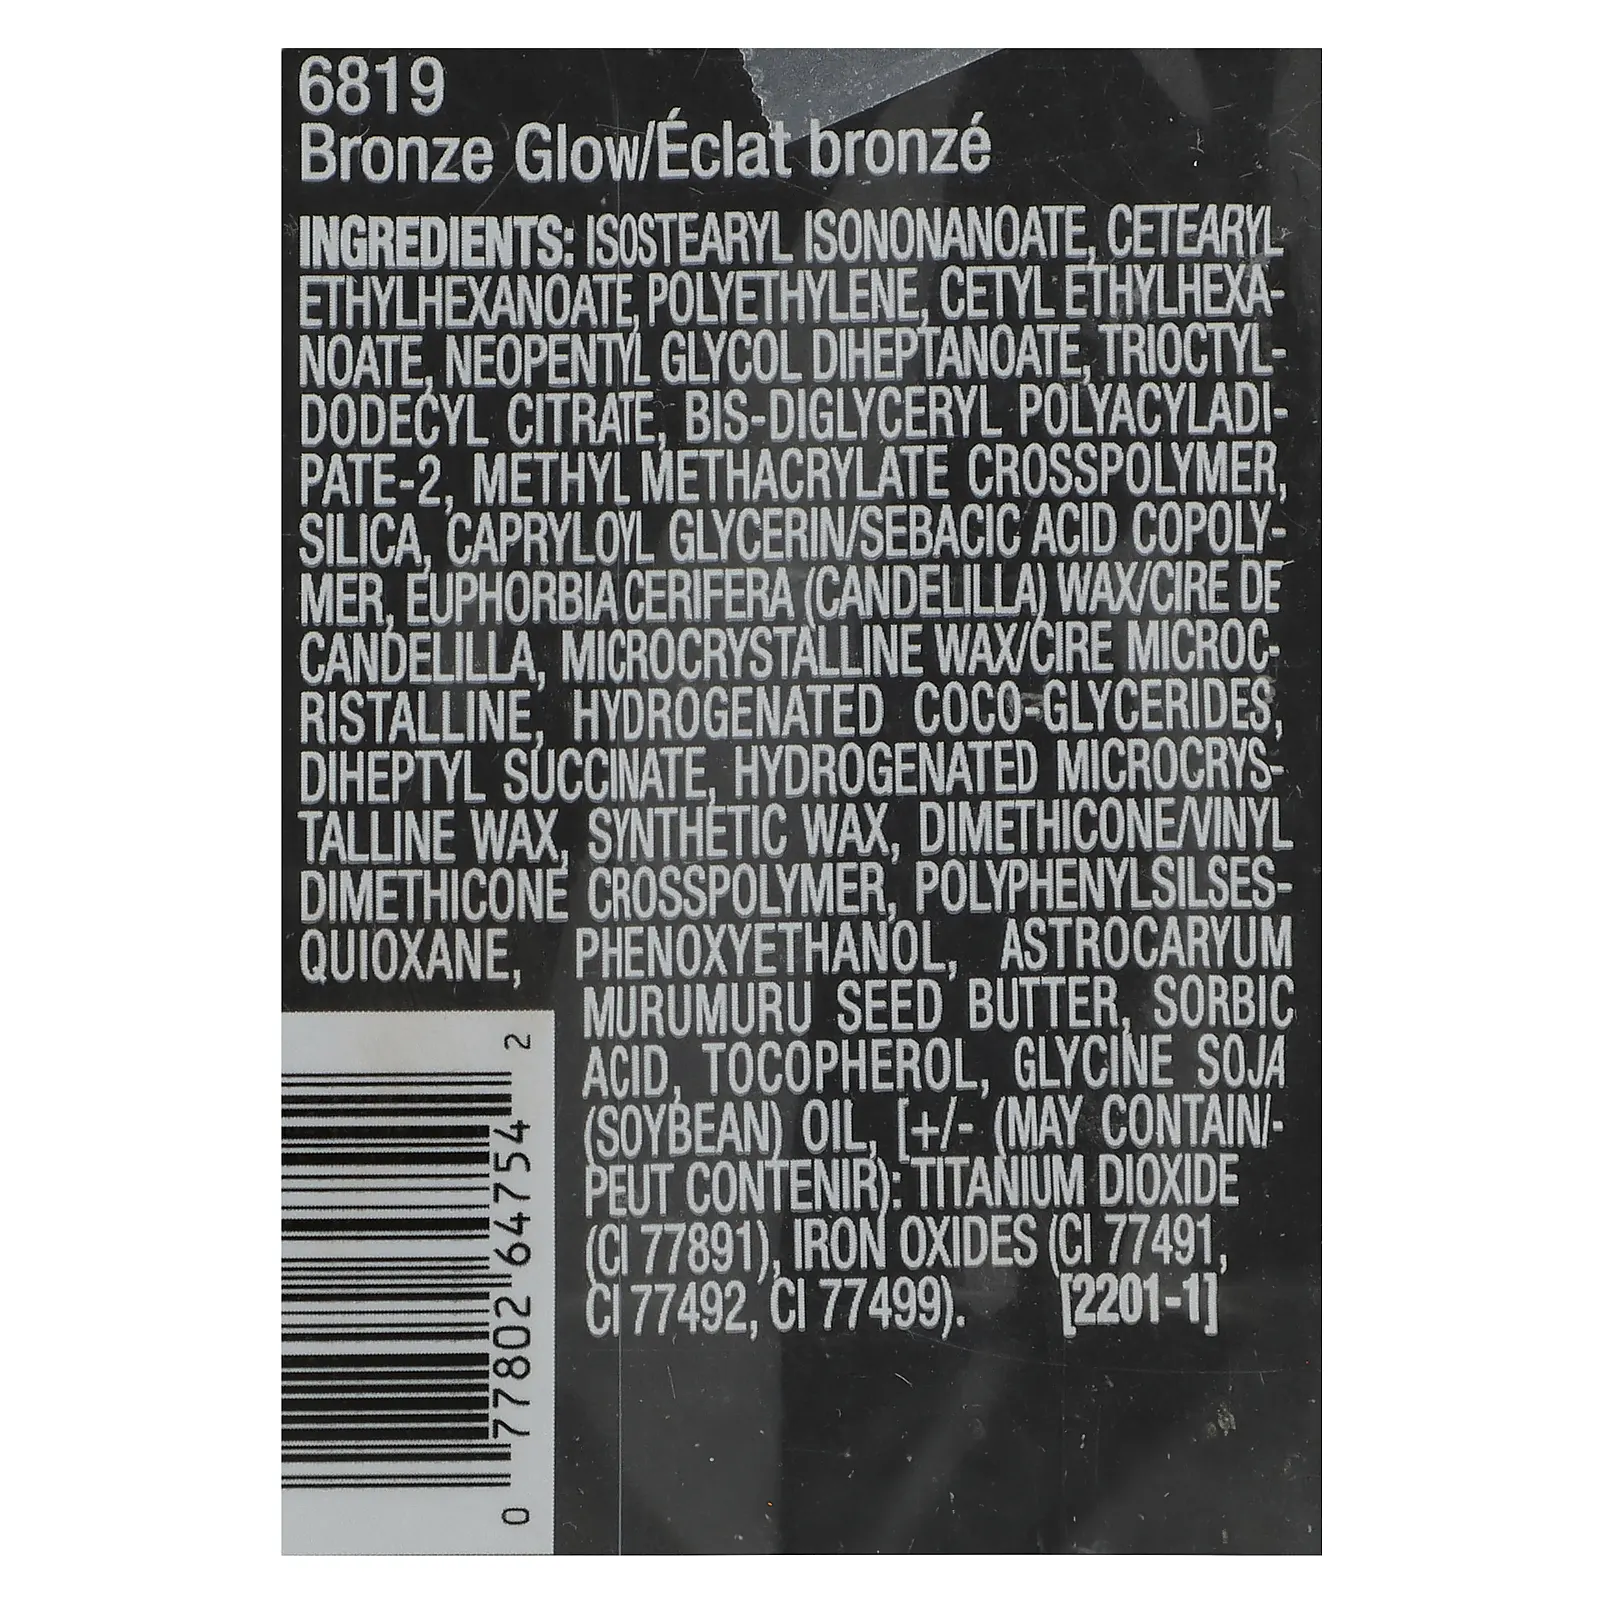 6819
Bronze Glow/Éclat bronzé
INGREDIENTS: ISOSTEARYL ISONONANOATE, CETEARYL
ETHYLHEXANOATE, POLYETHYLENE, CETYL ETHYLHEXA-
NOATE, NEOPENTYL GLYCOL DIHEPTANOATE, TRIOCTYL-
DODECYL CITRATE, BIS-DIGLYCERYL POLYACYLADI-
PATE-2, METHYL METHACRYLATE CROSSPOLYMER,
SILICA, CAPRYLOYL GLYCERIN/SEBACIC ACID COPOLY-
MER, EUPHORBIA CERIFERA (CANDELILLA) WAX/CIRE DE
CANDELILLA, MICROCRYSTALLINE WAX/CIRE MICROC-
RISTALLINE, HYDROGENATED COCO-GLYCERIDES,
DIHEPTYL SUCCINATE, HYDROGENATED MICROCRYS-
TALLINE WAX, SYNTHETIC WAX, DIMETHICONE/VINYL
DIMETHICONE CROSSPOLYMER, POLYPHENYLSILSES-
QUIOXANE, PHENOXYETHANOL, ASTROCARYUM
MURUMURU SEED BUTTER, SORBIC
ACID, TOCOPHEROL, GLYCINE SOJA
(SOYBEAN) OIL, [+/- (MAY CONTAIN/-
PEUT CONTENIR): TITANIUM DIOXIDE
(CI 77891), IRON OXIDES (CI 77491,
CI 77492, CI 77499). [2201-1]
0 77802 64754 2